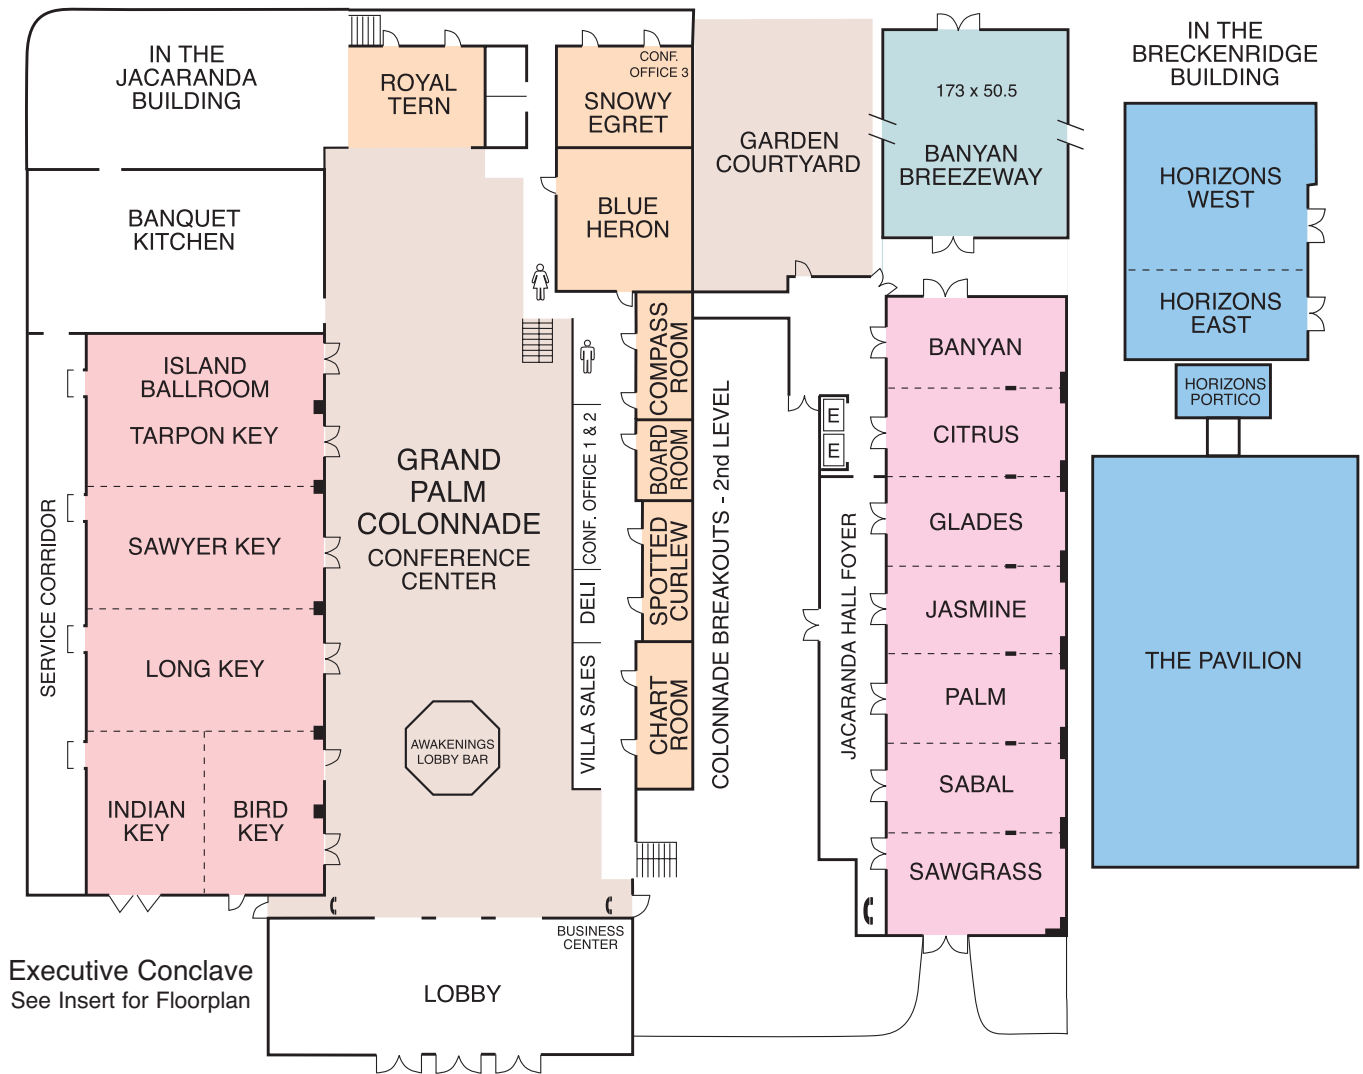 IN THE
JACARANDA
BUILDING
ROYAL
TERN
CONF.
OFFICE 3
SNOWY
EGRET
GARDEN
COURTYARD
173 x 50.5
BANYAN
BREEZEWAY
IN THE
BRECKENRIDGE
BUILDING
HORIZONS
WEST
HORIZONS
EAST
HORIZONS
PORTICO
THE PAVILION
BANQUET
KITCHEN
BLUE
HERON
ISLAND
BALLROOM
TARPON KEY
SAWYER KEY
LONG KEY
INDIAN
KEY
BIRD
KEY
SERVICE CORRIDOR
GRAND
PALM
COLONNADE
CONFERENCE
CENTER
AWAKENINGS
LOBBY BAR
CONF. OFFICE 1 & 2
DELI
VILLA SALES
COMPASS
ROOM
BOARD
ROOM
SPOTTED
CURLEW
CHART
ROOM
COLONNADE BREAKOUTS - 2nd LEVEL
E
E
JACARANDA HALL FOYER
BANYAN
CITRUS
GLADES
JASMINE
PALM
SABAL
SAWGRASS
BUSINESS
CENTER
LOBBY
Executive Conclave
See Insert for Floorplan